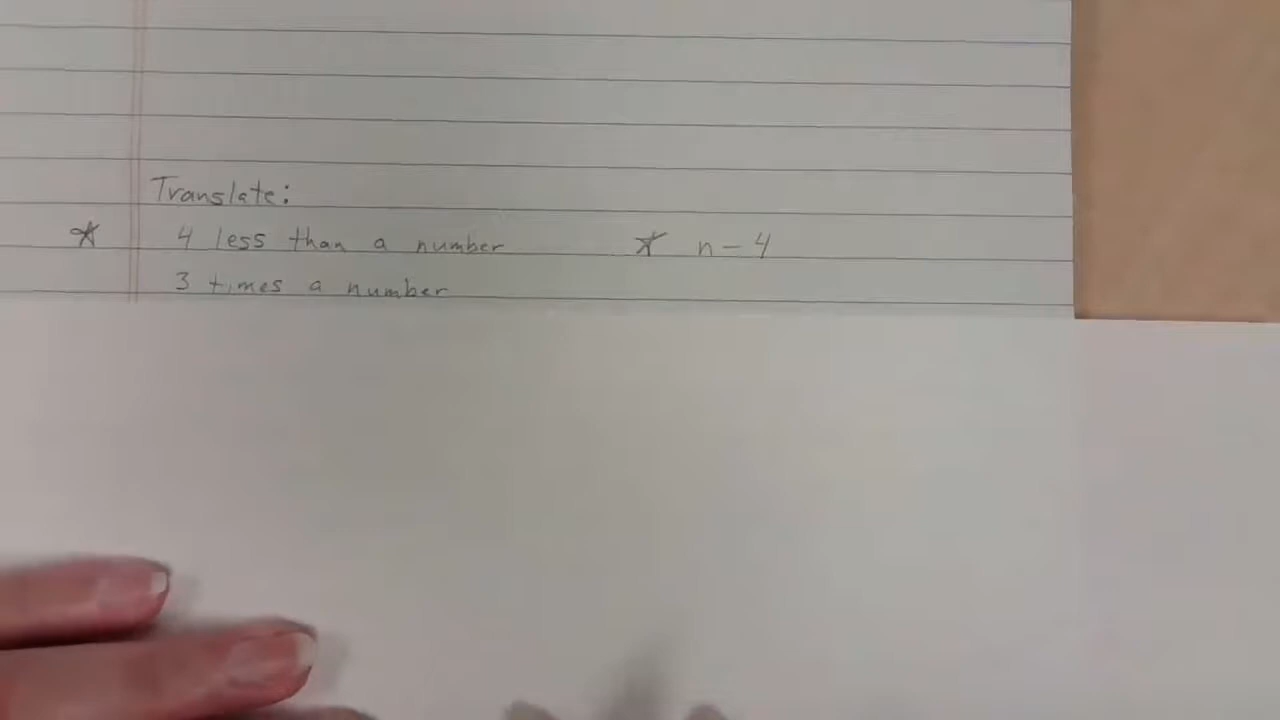 Translate:
* 4 less than a number * n - 4
3 times a number